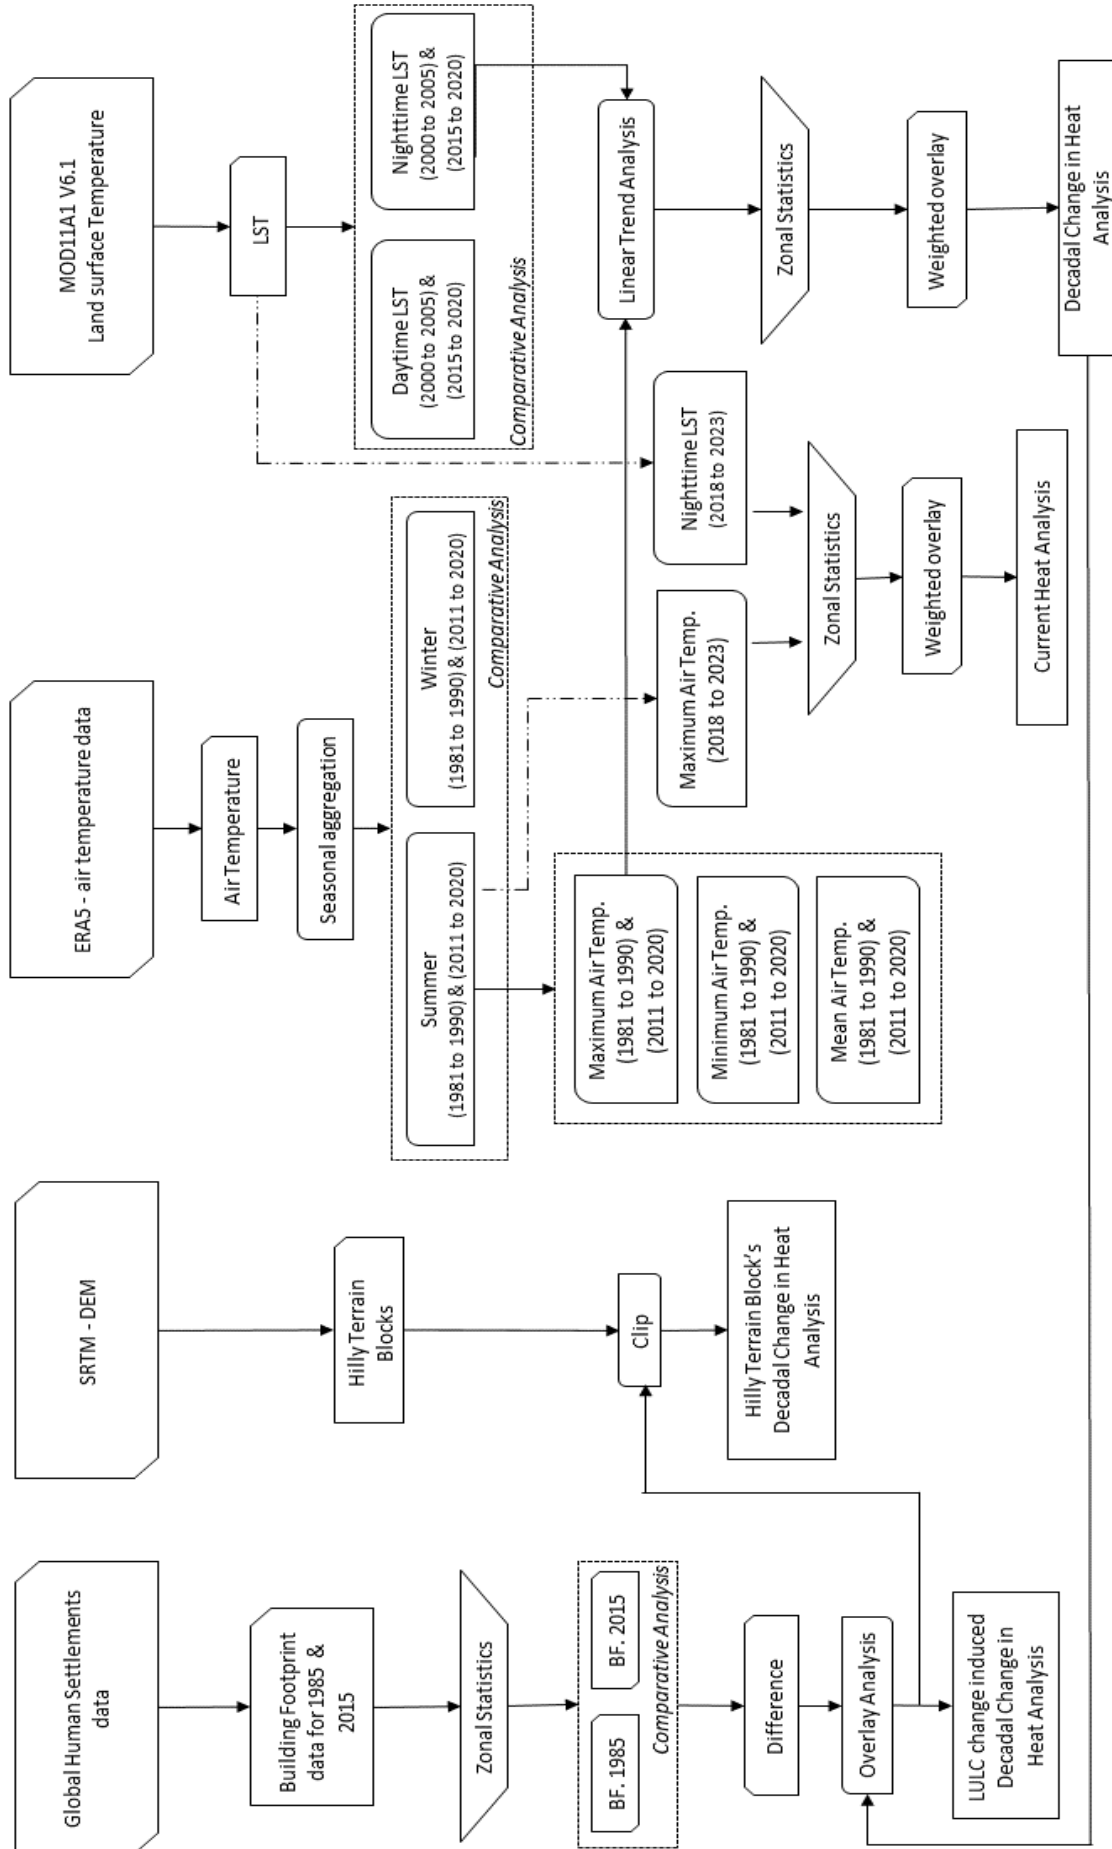 Global Human Settlements
data
Building Footprint
data for 1985 &
2015
Zonal Statistics
BF. 1985
BF. 2015
Comparative Analysis
Difference
Overlay Analysis
LULC change induced
Decadal Change in
Heat Analysis
SRTM - DEM
Hilly Terrain
Blocks
Clip
Hilly Terrain Block's
Decadal Change in Heat
Analysis
ERA5 - air temperature data
Air Temperature
Seasonal aggregation
Summer
(1981 to 1990) & (2011 to 2020)
Winter
(1981 to 1990) & (2011 to 2020)
Comparative Analysis
Maximum Air Temp.
(1981 to 1990) &
(2011 to 2020)
Minimum Air Temp.
(1981 to 1990) &
(2011 to 2020)
Mean Air Temp.
(1981 to 1990) &
(2011 to 2020)
Maximum Air Temp.
(2018 to 2023)
Nighttime LST
(2018 to 2023)
Zonal Statistics
Weighted overlay
Current Heat Analysis
MOD11A1 V6.1
Land surface Temperature
LST
Daytime LST
(2000 to 2005) &
(2015 to 2020)
Nighttime LST
(2000 to 2005) &
(2015 to 2020)
Comparative Analysis
Linear Trend Analysis
Zonal Statistics
Weighted overlay
Decadal Change in Heat
Analysis